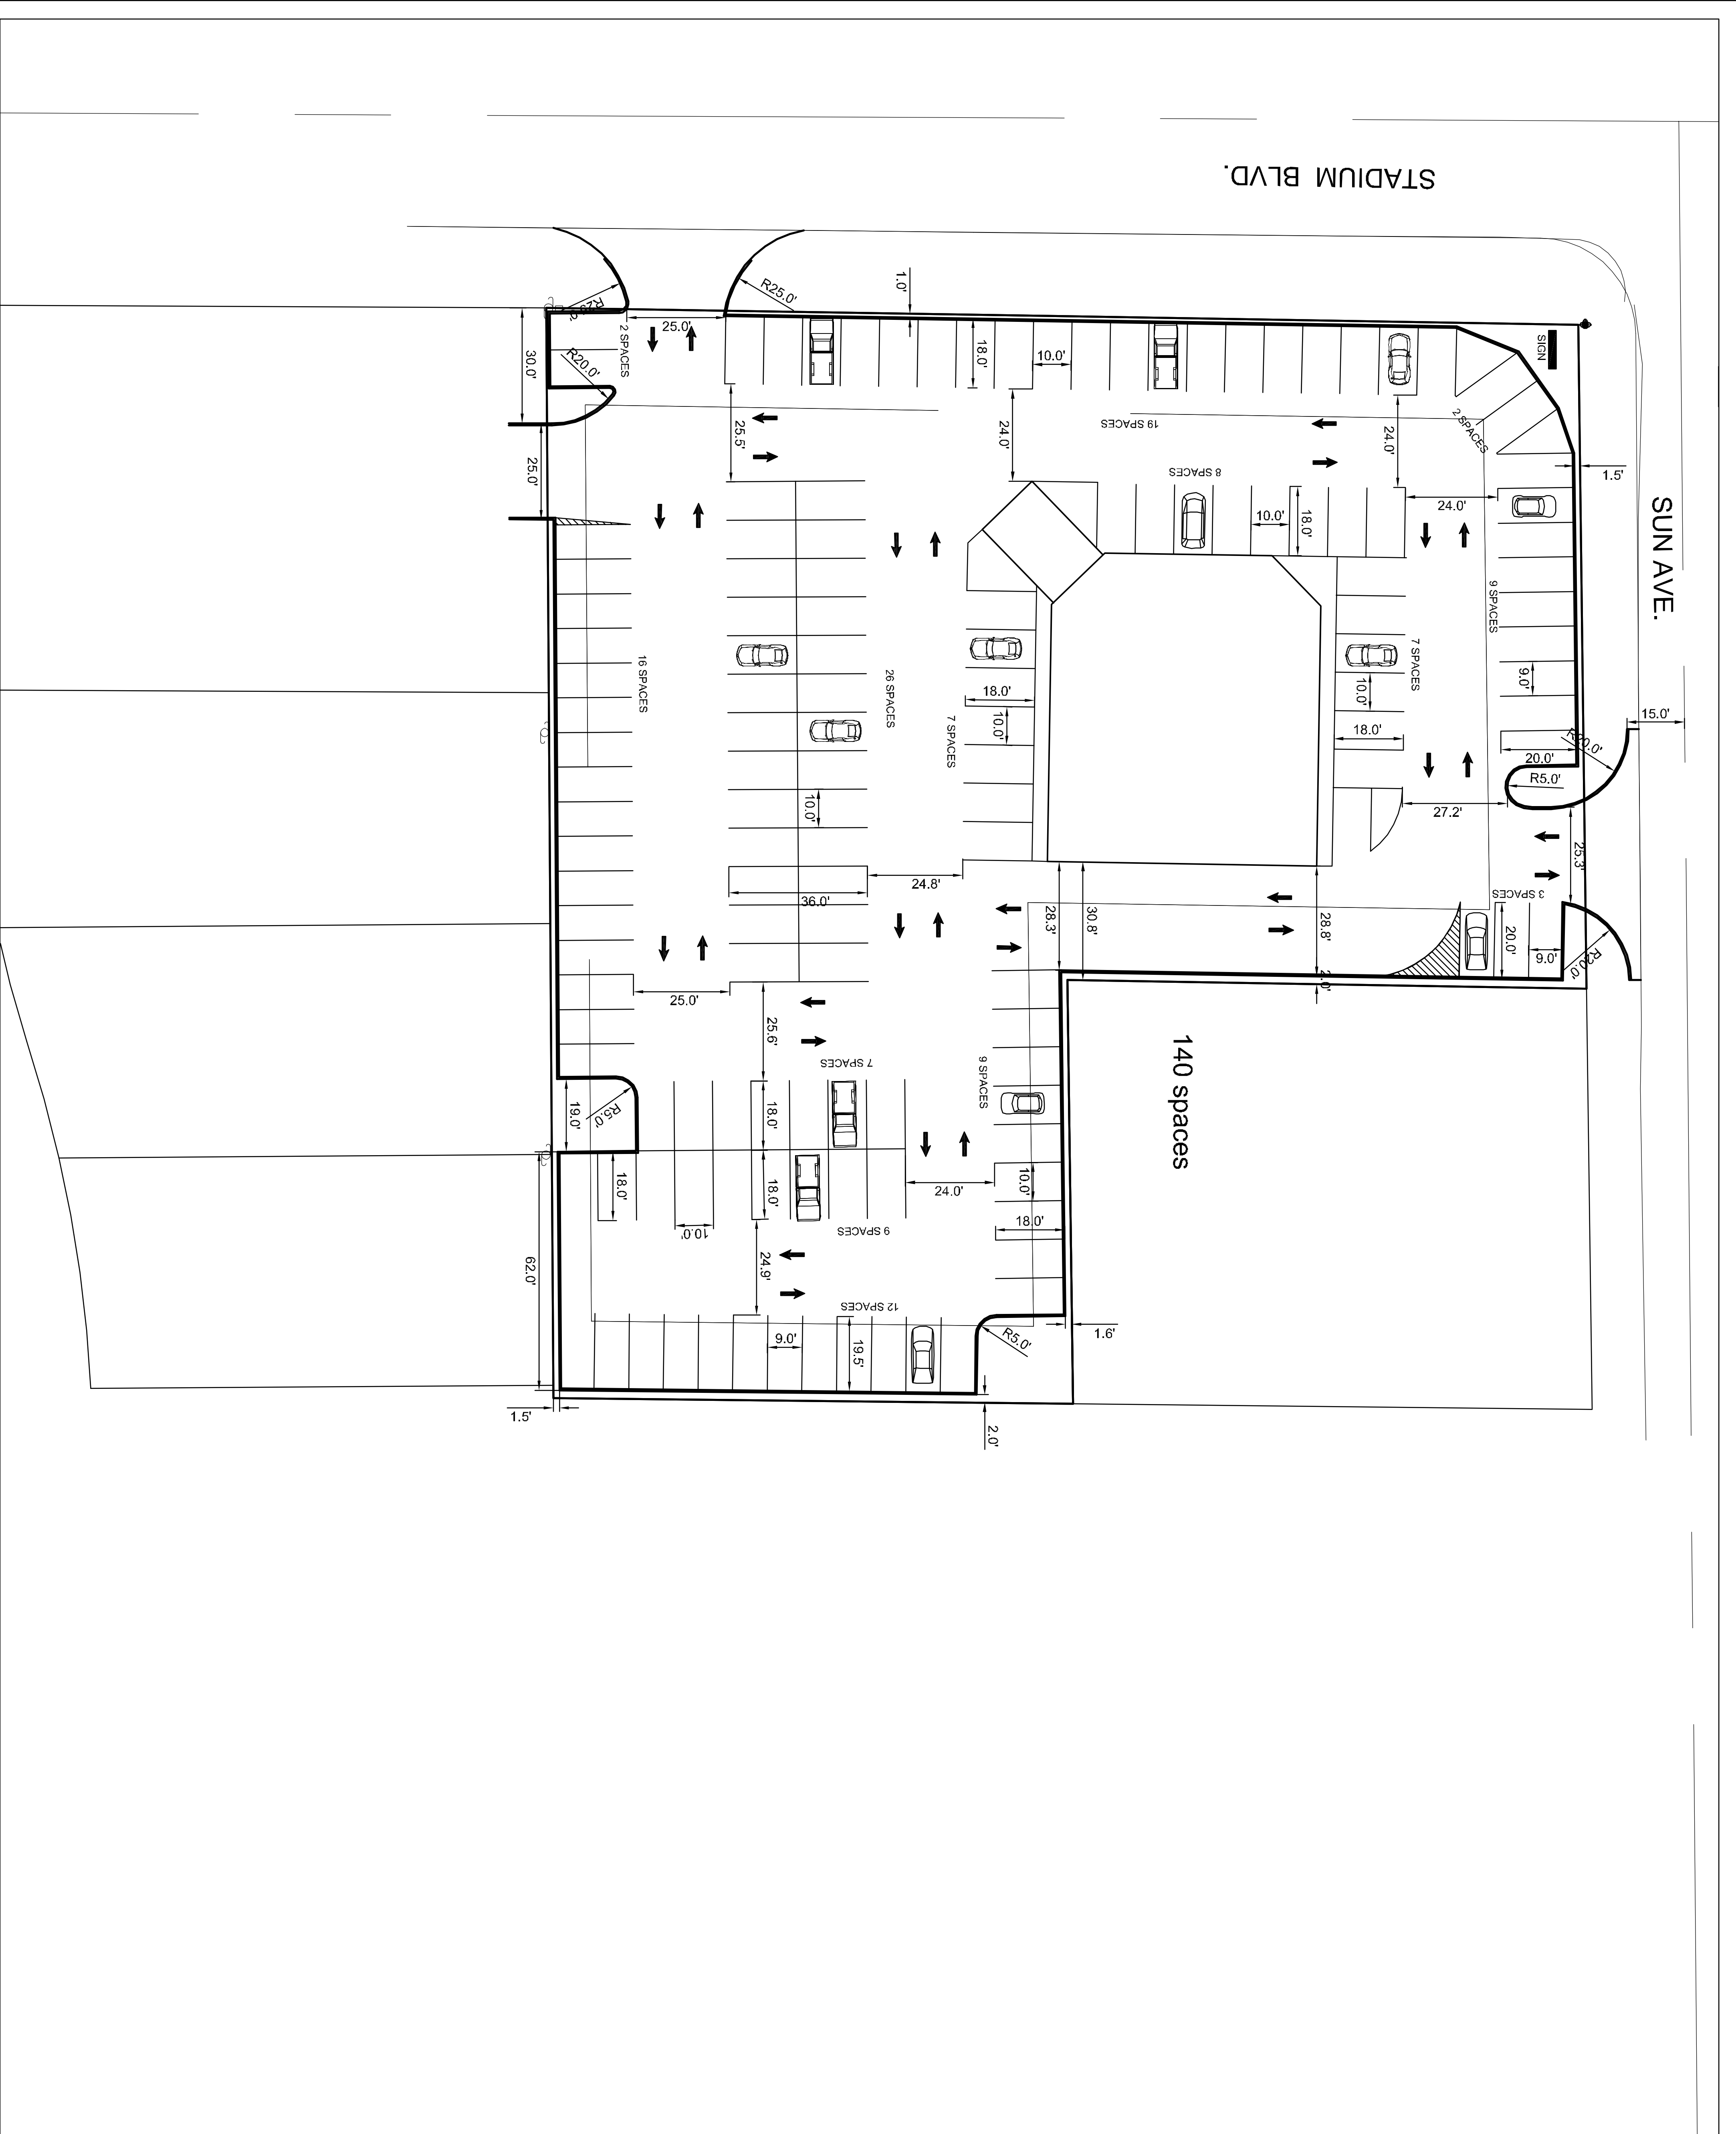 STADIUM BLVD.
SUN AVE.
SIGN
R25.0'
1.0'
25.0'
2 SPACES
30.0'
R20.0'
18.0'
10.0'
25.5'
24.0'
19 SPACES
24.0'
2 SPACES
1.5'
25.0'
8 SPACES
10.0'
18.0'
24.0'
9 SPACES
7 SPACES
16 SPACES
26 SPACES
7 SPACES
18.0'
10.0'
10.0'
18.0'
9.0'
15.0'
20.0'
R5.0'
27.2'
10.0'
25.3'
24.8'
36.0'
28.3'
30.8'
28.8'
3 SPACES
20.0'
9.0'
R20.0'
2.0'
25.0'
25.6'
7 SPACES
9 SPACES
140 spaces
19.0'
R5.0'
18.0'
18.0'
18.0'
24.0'
10.0'
18.0'
10.0'
9 SPACES
24.9'
62.0'
12 SPACES
9.0'
19.5'
R5.0'
1.6'
1.5'
2.0'